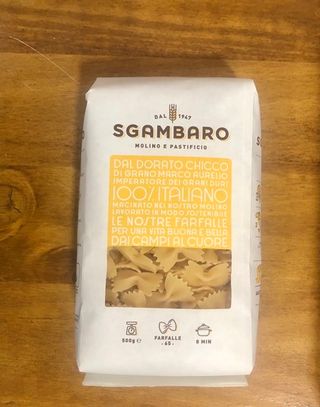 DAL 1947
SGAMBARO
MOLINO E PASTIFICIO
DAL DORATO CHICCO
DI GRANO MARCO AURELIO
IMPERATORE DEI GRANI DURI
100% ITALIANO
MACINATO NEL NOSTRO MOLINO
LAVORATO IN MODO SOSTENIBILE
LE NOSTRE FARFALLE
PER UNA VITA BUONA E BELLA
DAI CAMPI AL CUORE
500g e
FARFALLE
• 65 •
8 MIN